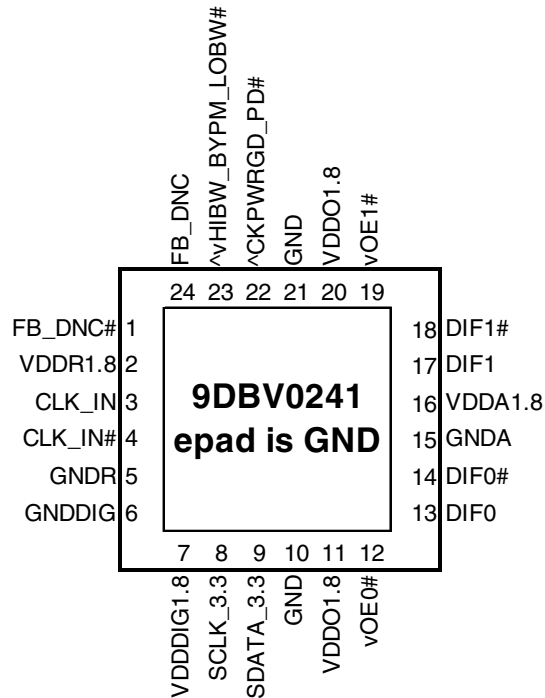 FB_DNC
^vHIBW_BYPM_LOBW#
^CKPWRGD_PD#
GND
VDDO1.8
vOE1#
24 23 22 21 20 19
FB_DNC# 1
VDDR1.8 2
CLK_IN 3
CLK_IN# 4
GNDR 5
GNDDIG 6
9DBV0241
epad is GND
18 DIF1#
17 DIF1
16 VDDA1.8
15 GNDA
14 DIF0#
13 DIF0
7 8 9 10 11 12
VDDDIG1.8
SCLK_3.3
SDATA_3.3
GND
VDDO1.8
vOE0#